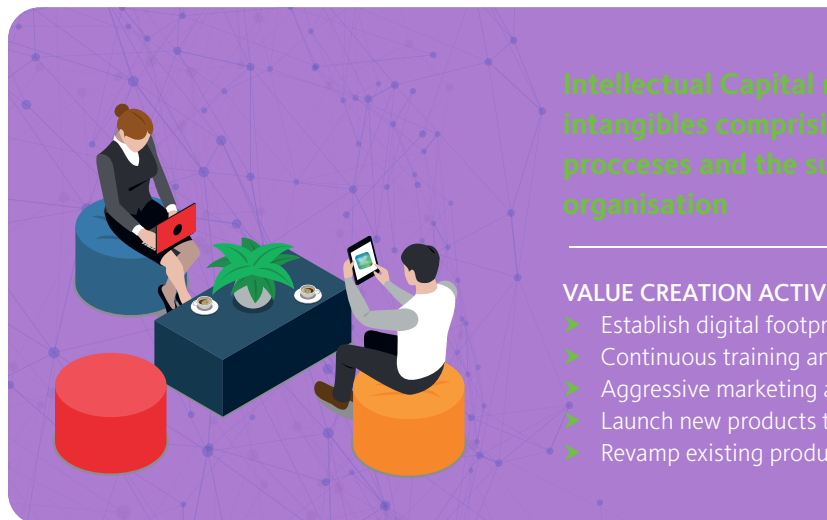 Intellectual Capital
intangibles comprisi
procceses and the su
organisation
VALUE CREATION ACTIV
Establish digital footpr
Continuous training an
Aggressive marketing a
Launch new products t
Revamp existing produ